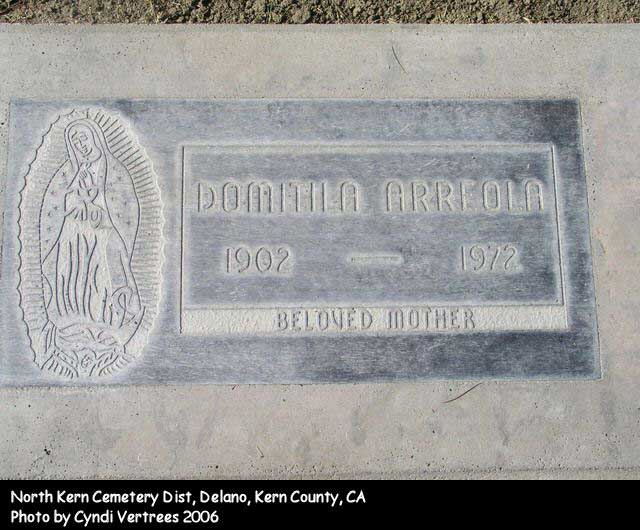 DOMITILA ARREOLA
1902 — 1972
BELOVED MOTHER
North Kern Cemetery Dist, Delano, Kern County, CA
Photo by Cyndi Vertrees 2006